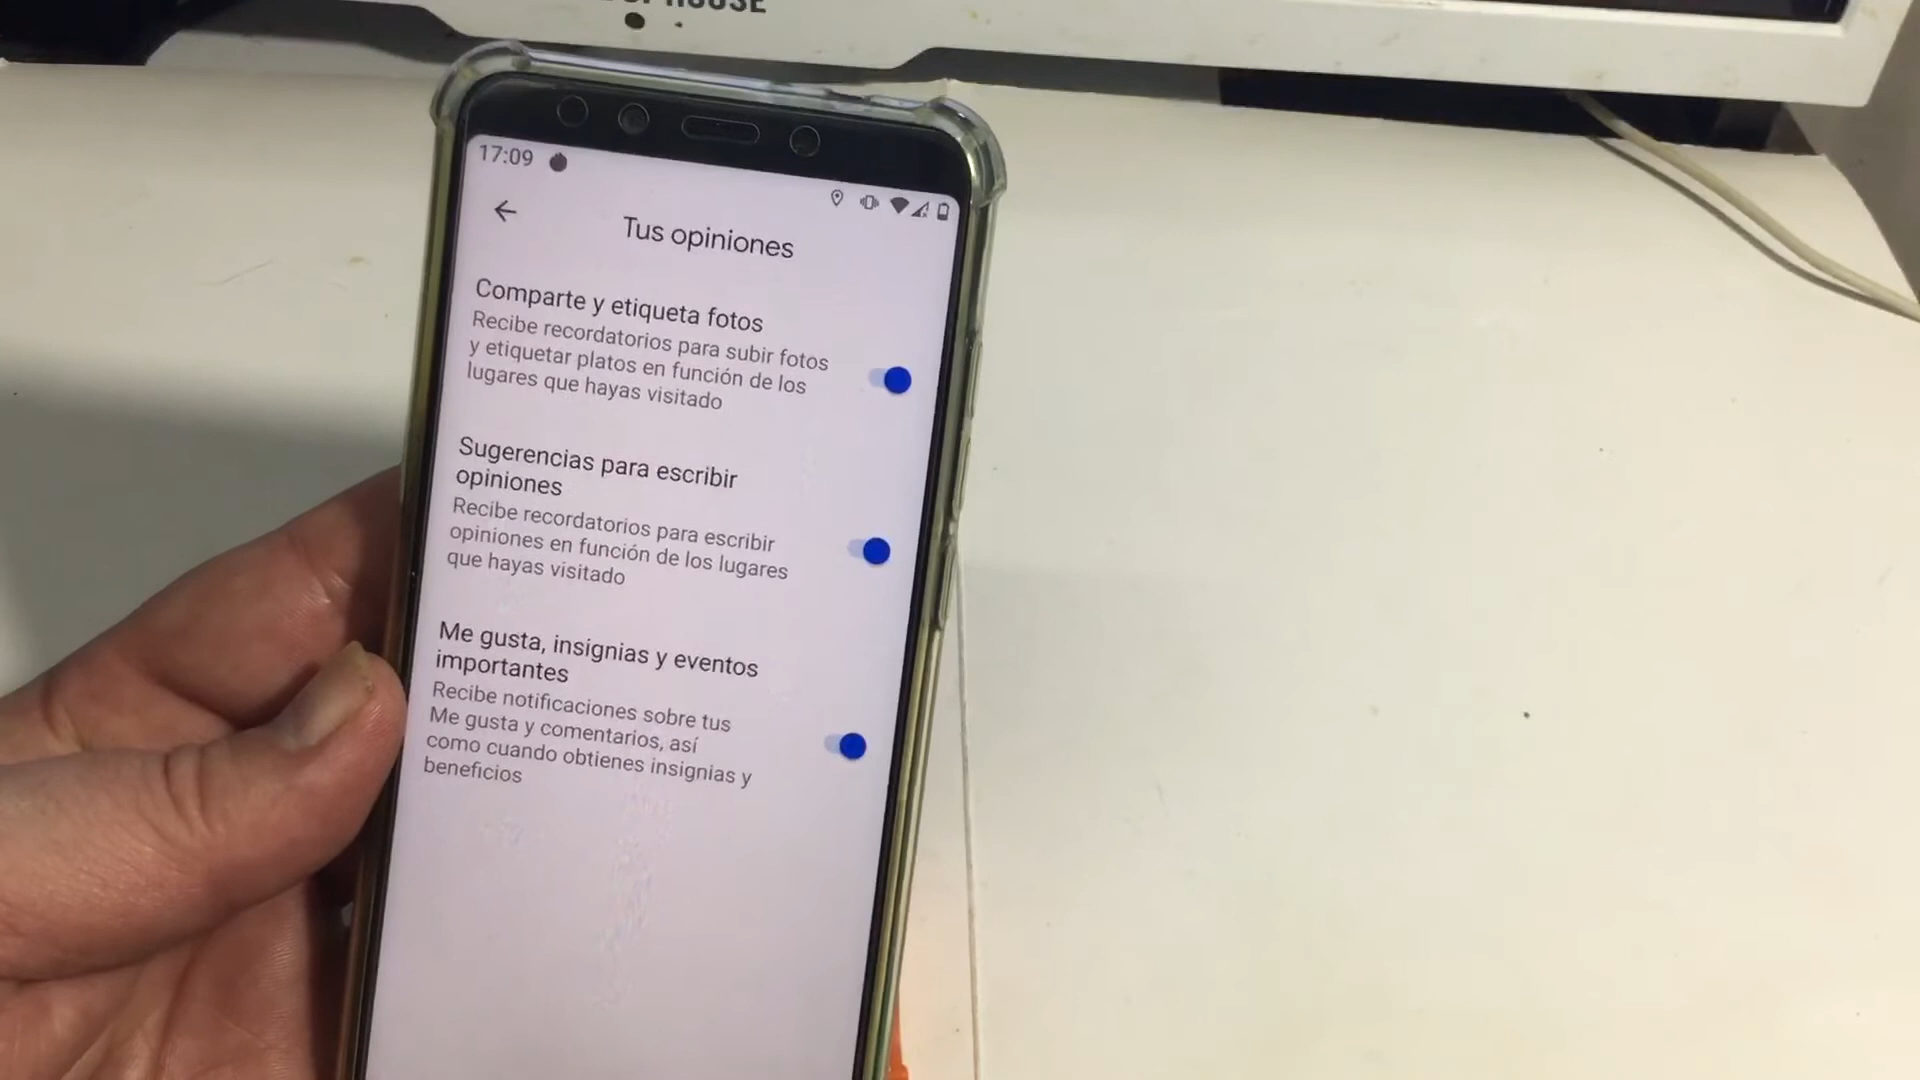 HOUSE
17:09
Tus opiniones
Comparte y etiqueta fotos
Recibe recordatorios para subir fotos
y etiquetar platos en función de los
lugares que hayas visitado
Sugerencias para escribir
opiniones
Recibe recordatorios para escribir
opiniones en función de los lugares
que hayas visitado
Me gusta, insignias y eventos
importantes
Recibe notificaciones sobre tus
Me gusta y comentarios, así
como cuando obtienes insignias y
beneficios